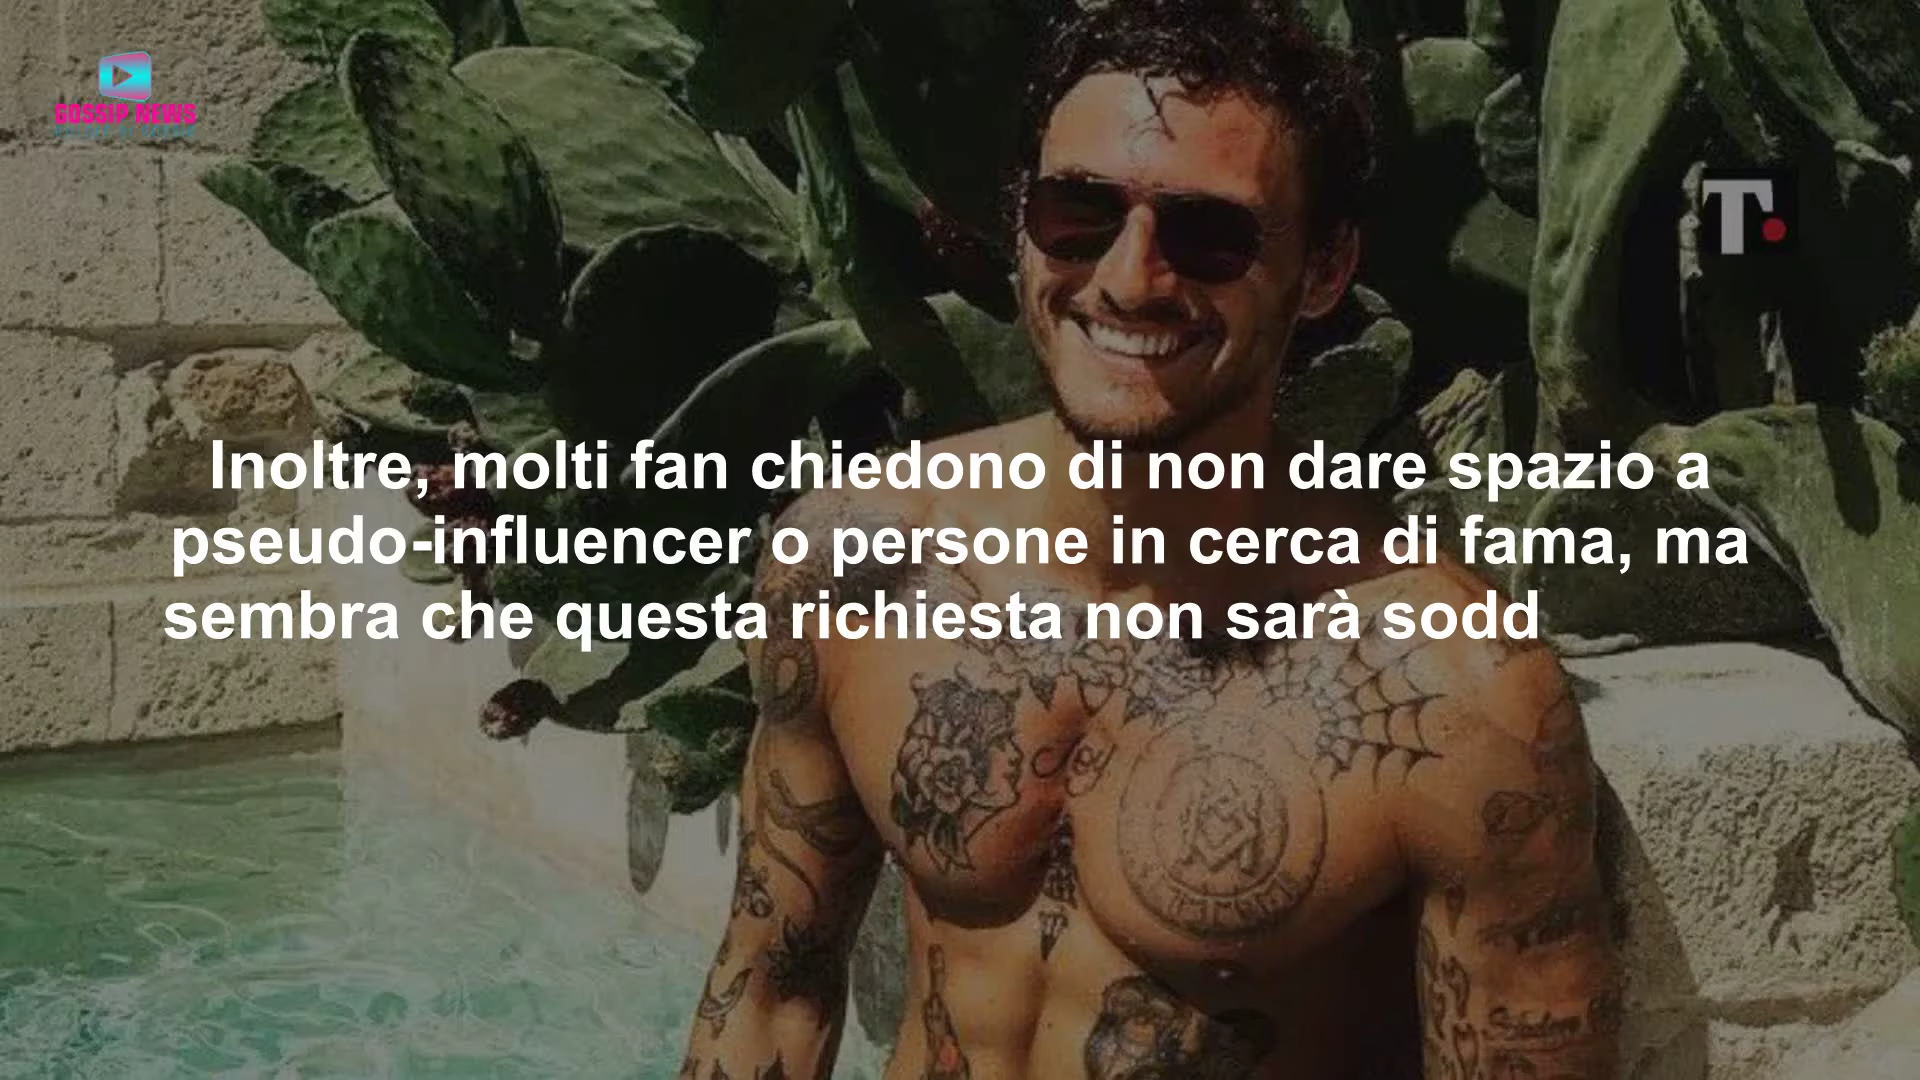 GOSSIP NEWS
T.
Inoltre, molti fan chiedono di non dare spazio a
pseudo-influencer o persone in cerca di fama, ma
sembra che questa richiesta non sarà sodd